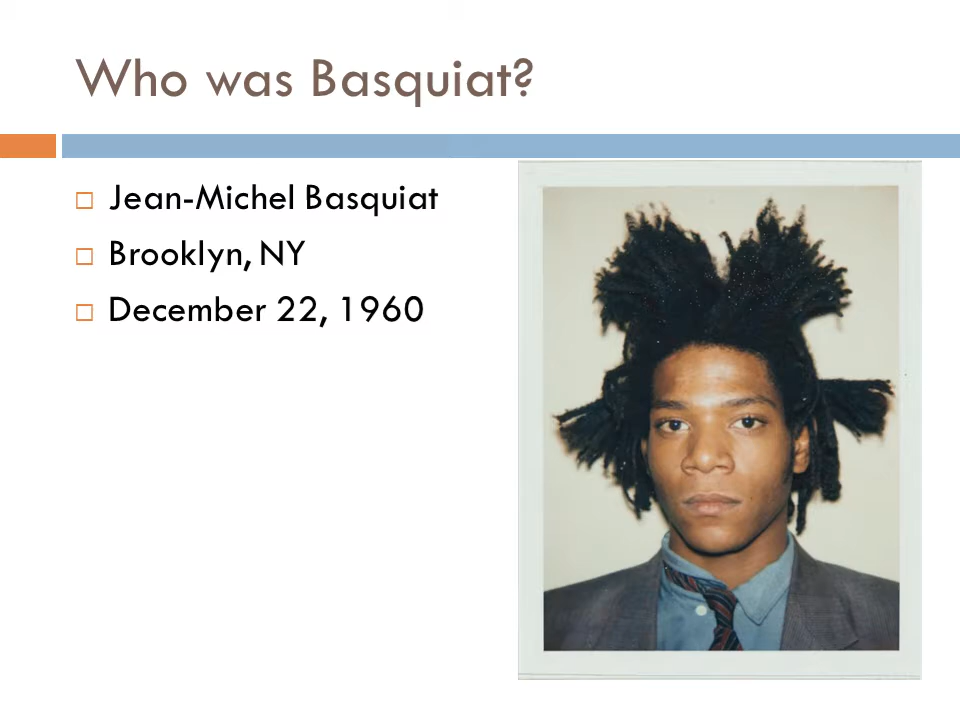 Who was Basquiat?
Jean-Michel Basquiat
Brooklyn, NY
December 22, 1960